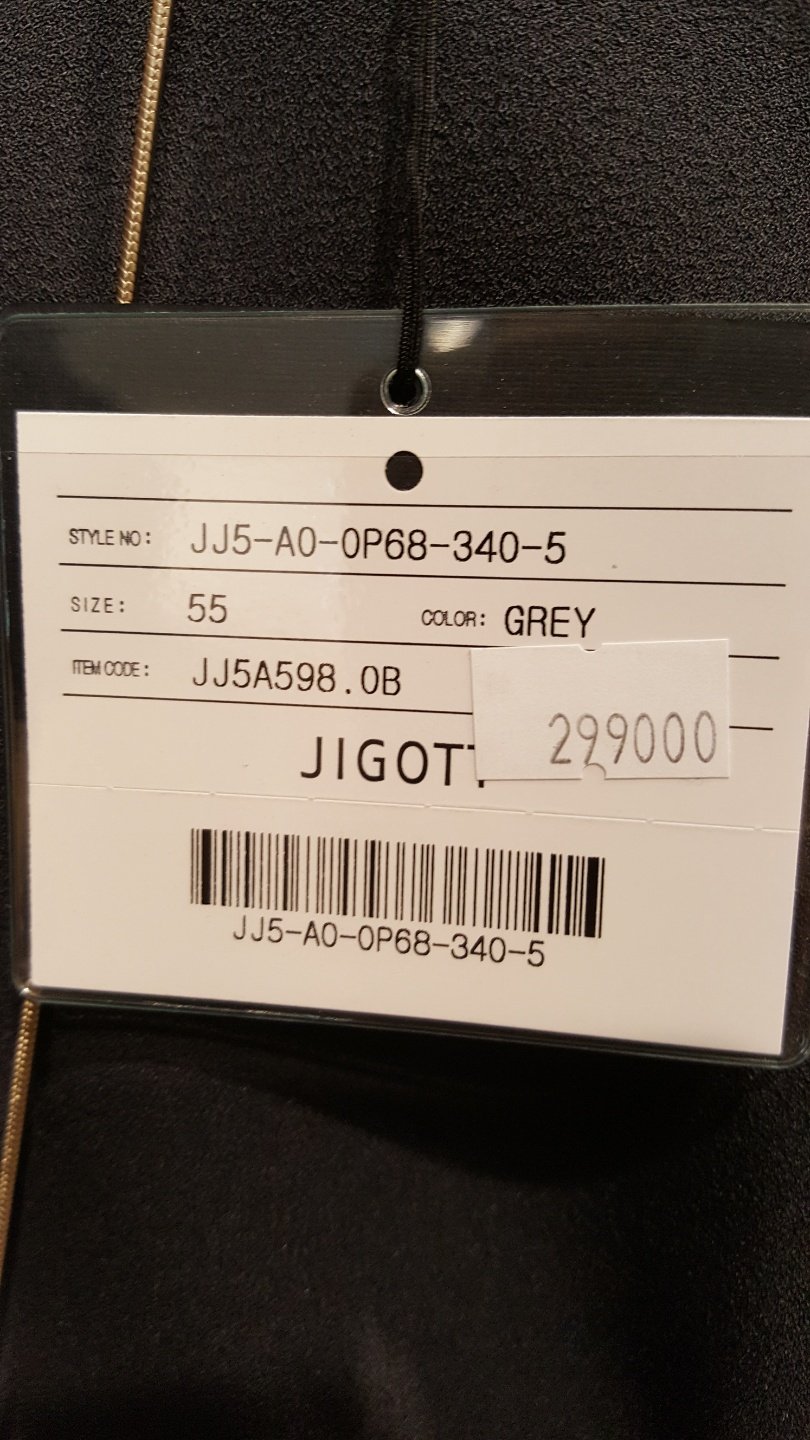 STYLE NO: JJ5-A0-0P68-340-5
SIZE: 55 COLOR: GREY
ITEM CODE: JJ5A598.0B
299000
JIGOTT
JJ5-A0-0P68-340-5